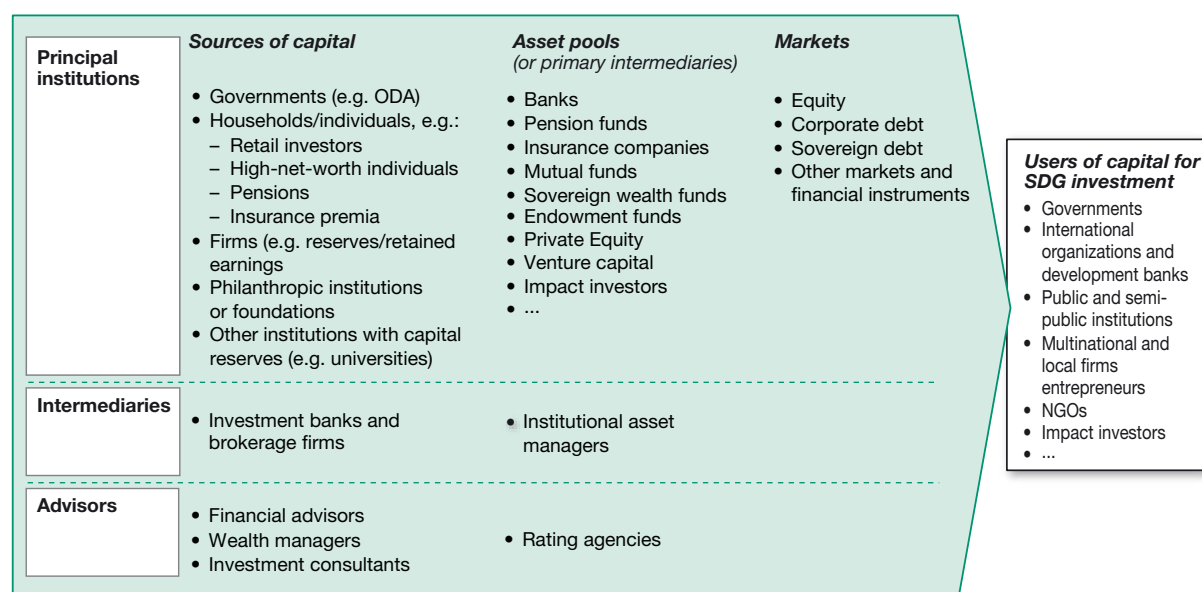 Principal
institutions
Sources of capital
• Governments (e.g. ODA)
• Households/individuals, e.g.:
– Retail investors
– High-net-worth individuals
– Pensions
– Insurance premia
• Firms (e.g. reserves/retained
earnings
• Philanthropic institutions
or foundations
• Other institutions with capital
reserves (e.g. universities)
Asset pools
(or primary intermediaries)
• Banks
• Pension funds
• Insurance companies
• Mutual funds
• Sovereign wealth funds
• Endowment funds
• Private Equity
• Venture capital
• Impact investors
• ...
Markets
• Equity
• Corporate debt
• Sovereign debt
• Other markets and
financial instruments
Intermediaries
• Investment banks and
brokerage firms
• Institutional asset
managers
Advisors
• Financial advisors
• Wealth managers
• Investment consultants
• Rating agencies
Users of capital for
SDG investment
• Governments
• International
organizations and
development banks
• Public and semi-
public institutions
• Multinational and
local firms
entrepreneurs
• NGOs
• Impact investors
• ...